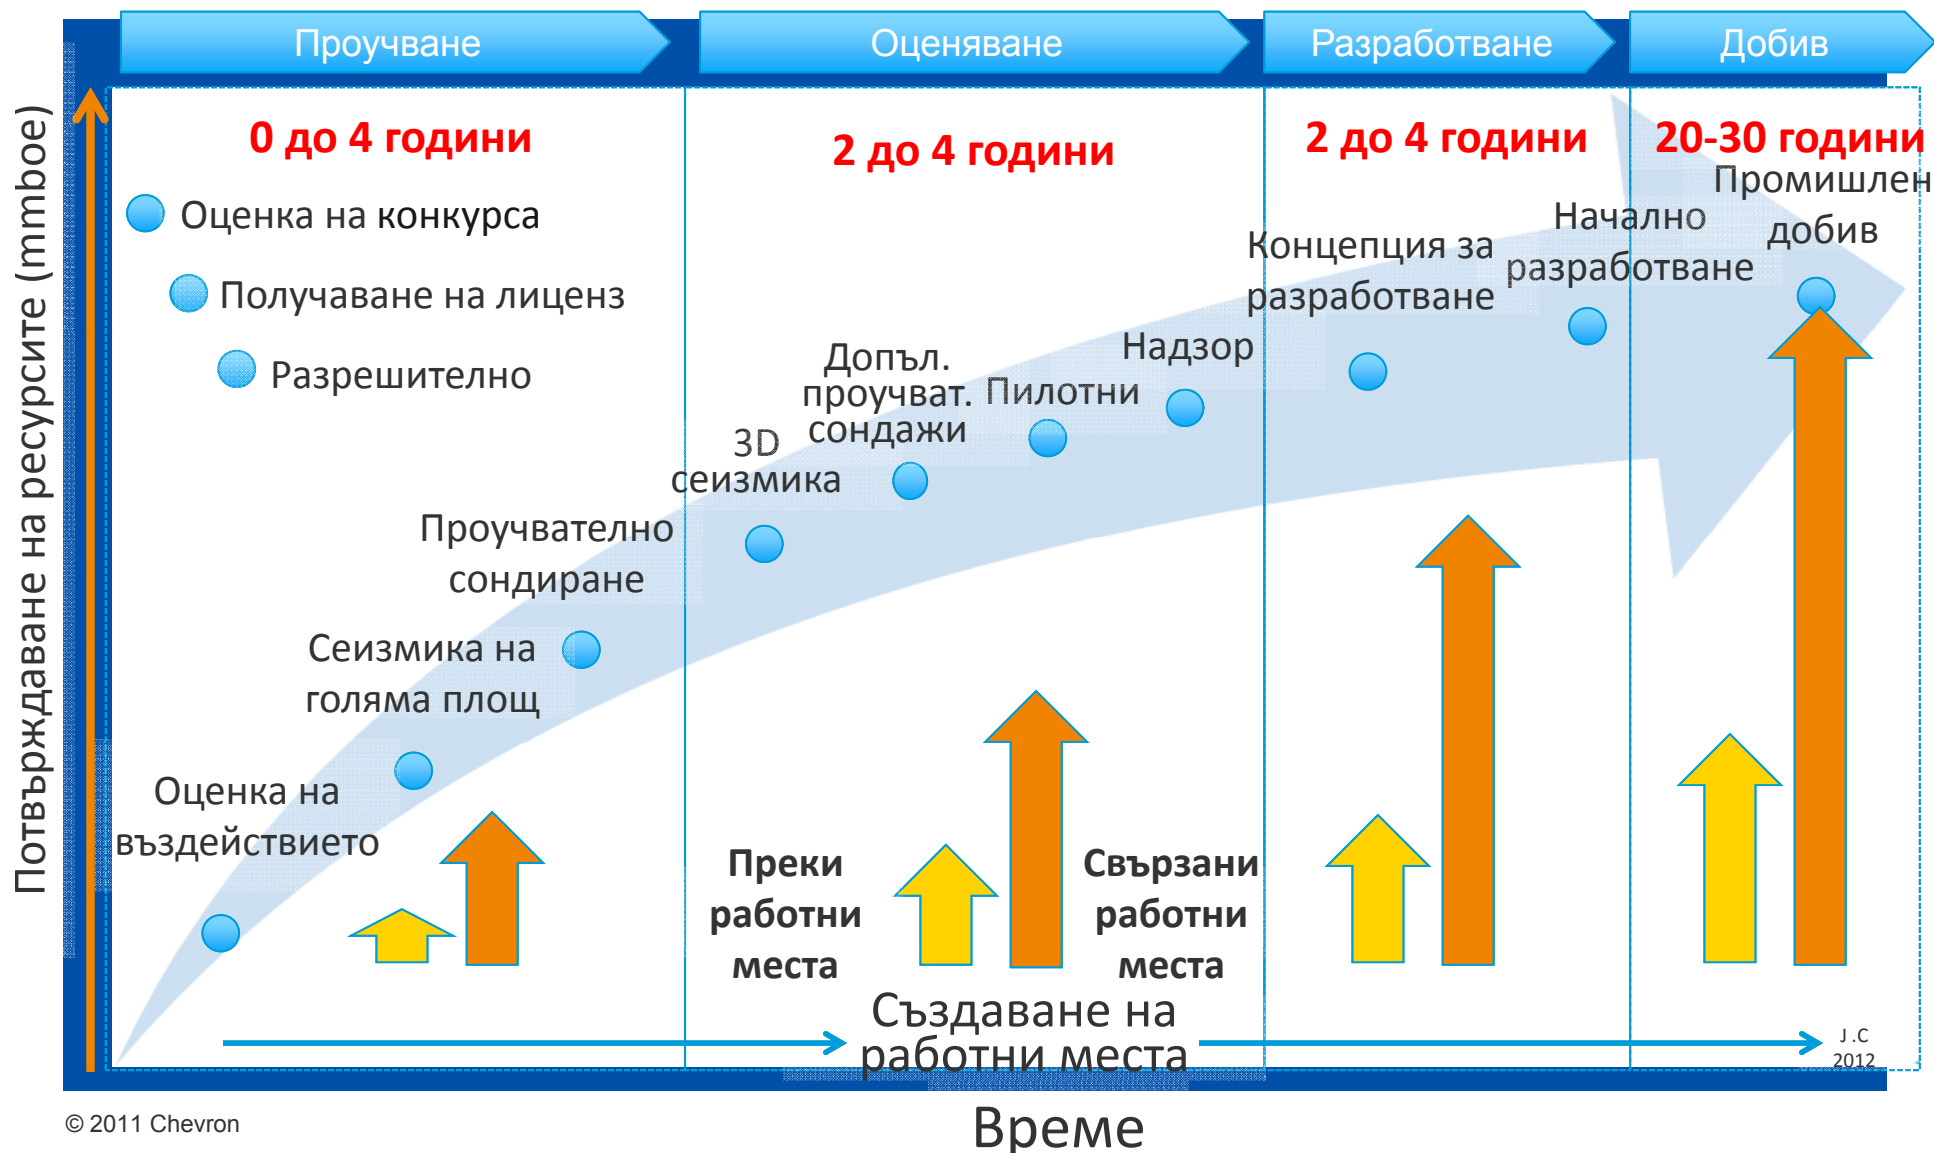 Проучване
Оценяване
Разработване
Добив
0 до 4 години
2 до 4 години
2 до 4 години
20-30 години
Оценка на конкурса
Получаване на лиценз
Разрешително
Оценка на
въздействието
Сеизмика на
голяма площ
Проучвателно
сондиране
3D
сеизмика
Допъл.
проучват.
сондажи
Пилотни
Надзор
Концепция за
разработване
Начално
разработване
Промишлен
добив
Преки
работни
места
Свързани
работни
места
Създаване на
работни места
J .C
2012
Потвърждаване на ресурсите (mmboe)
Време
© 2011 Chevron